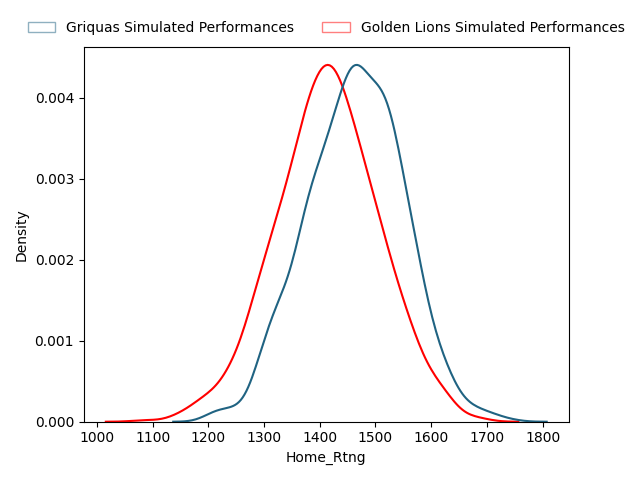 Griquas Simulated Performances Golden Lions Simulated Performances
0.004
0.003
0.002
0.001
0.000
Density
1000 1100 1200 1300 1400 1500 1600 1700 1800
Home_Rtng